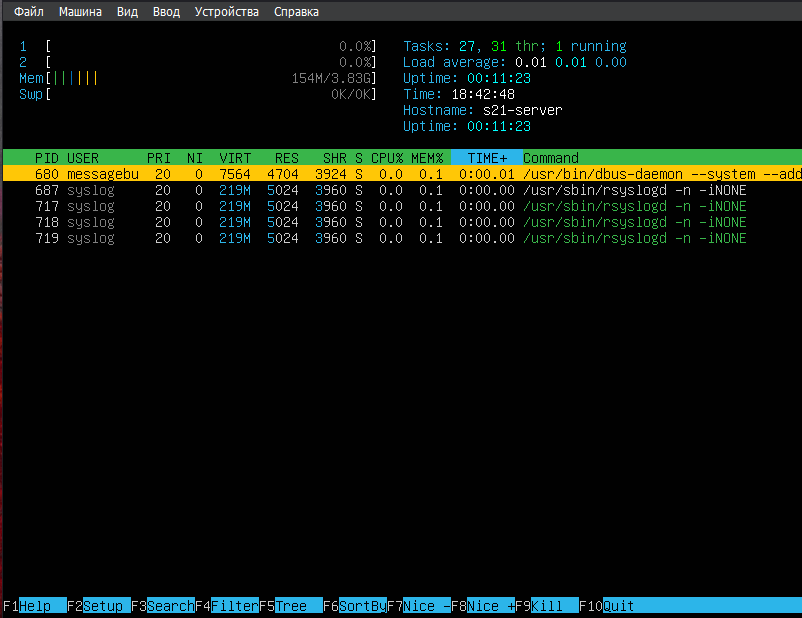 Файл Машина Вид Ввод Устройства Справка
1 [ 0.0%] Tasks: 27, 31 thr; 1 running
2 [ 0.0%] Load average: 0.01 0.01 0.00
Mem[|||||| 154M/3.83G] Uptime: 00:11:23
Swp[ 0K/0K] Time: 18:42:48
Hostname: s21-server
Uptime: 00:11:23
PID USER PRI NI VIRT RES SHR S CPU% MEM% TIME+ Command
680 messagebu 20 0 7564 4704 3924 S 0.0 0.1 0:00.01 /usr/bin/dbus-daemon --system --add
687 syslog 20 0 219M 5024 3960 S 0.0 0.1 0:00.00 /usr/sbin/rsyslogd -n -iNONE
717 syslog 20 0 219M 5024 3960 S 0.0 0.1 0:00.00 /usr/sbin/rsyslogd -n -iNONE
718 syslog 20 0 219M 5024 3960 S 0.0 0.1 0:00.00 /usr/sbin/rsyslogd -n -iNONE
719 syslog 20 0 219M 5024 3960 S 0.0 0.1 0:00.00 /usr/sbin/rsyslogd -n -iNONE
F1Help F2Setup F3SearchF4FilterF5Tree F6SortByF7Nice -F8Nice +F9Kill F10Quit